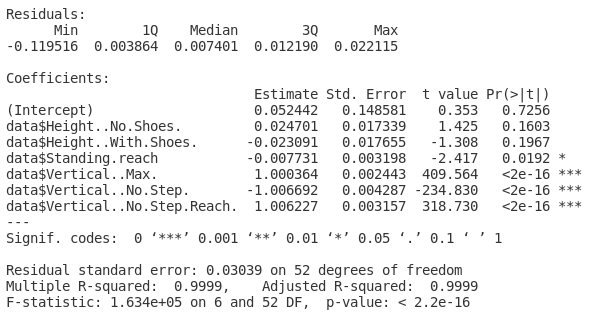 Residuals:
      Min        1Q    Median        3Q       Max
-0.119516  0.003864  0.007401  0.012190  0.022115

Coefficients:
                               Estimate Std. Error  t value Pr(>|t|)
(Intercept)                    0.052442   0.148581    0.353   0.7256
data$Height..No.Shoes.         0.024701   0.017339    1.425   0.1603
data$Height..With.Shoes.      -0.023091   0.017655   -1.308   0.1967
data$Standing.reach           -0.007731   0.003198   -2.417   0.0192 *
data$Vertical..Max.            1.000364   0.002443  409.564   <2e-16 ***
data$Vertical..No.Step.       -1.006692   0.004287 -234.830   <2e-16 ***
data$Vertical..No.Step.Reach.  1.006227   0.003157  318.730   <2e-16 ***
---
Signif. codes:  0 ‘***’ 0.001 ‘**’ 0.01 ‘*’ 0.05 ‘.’ 0.1 ‘ ’ 1

Residual standard error: 0.03039 on 52 degrees of freedom
Multiple R-squared:  0.9999,    Adjusted R-squared:  0.9999
F-statistic: 1.634e+05 on 6 and 52 DF,  p-value: < 2.2e-16